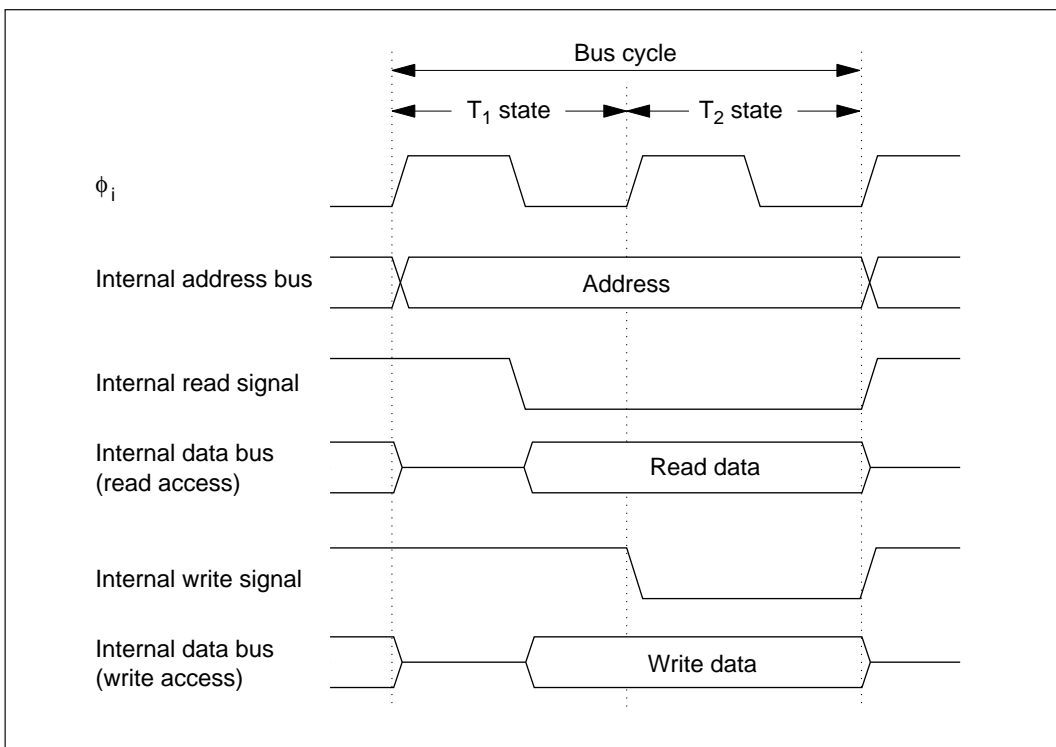 Bus cycle
T1 state
T2 state
ϕi
Internal address bus
Address
Internal read signal
Internal data bus
(read access)
Read data
Internal write signal
Internal data bus
(write access)
Write data